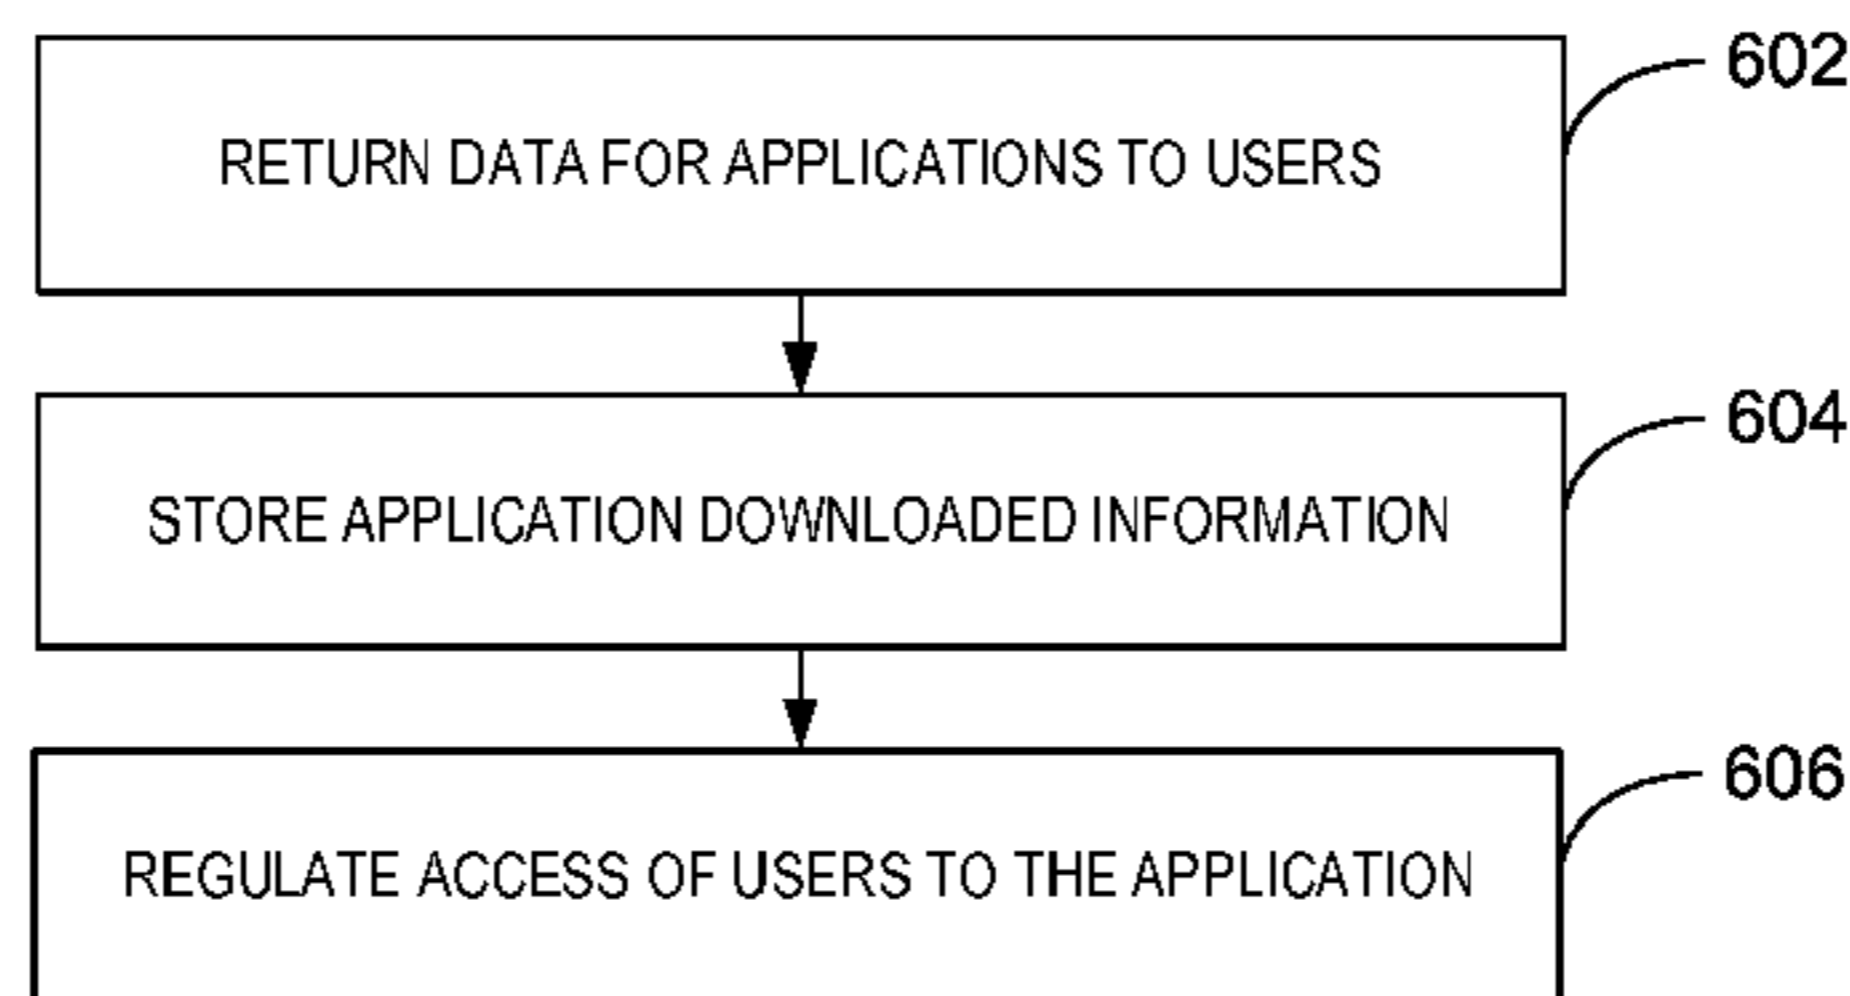 602
RETURN DATA FOR APPLICATIONS TO USERS
604
STORE APPLICATION DOWNLOADED INFORMATION
606
REGULATE ACCESS OF USERS TO THE APPLICATION